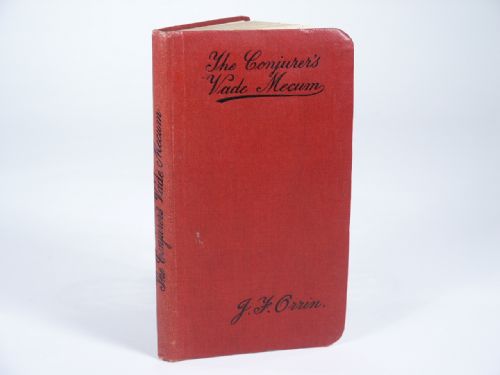 The Conjurer's
Vade Mecum
J. F. Orrin.
The Conjurer's Vade Mecum